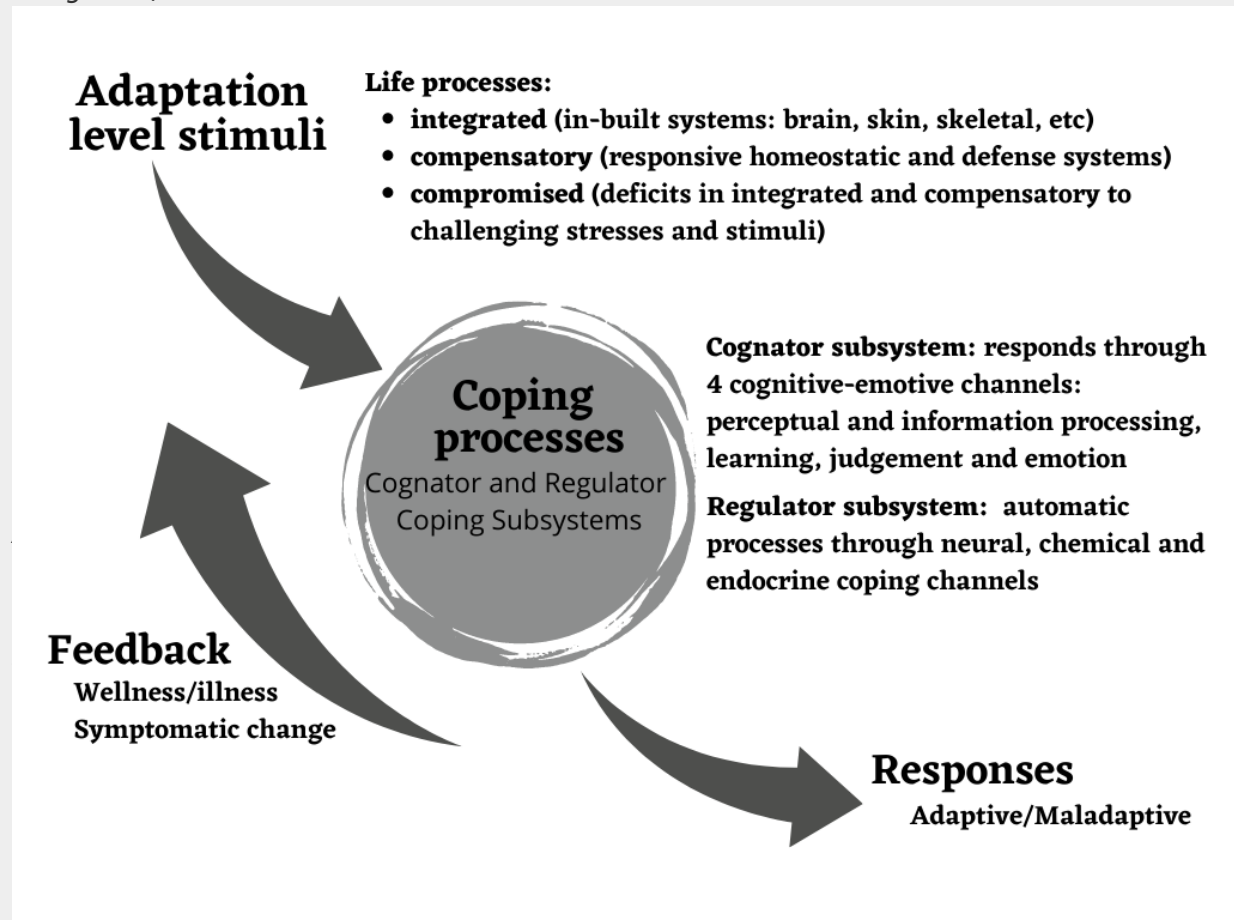 Adaptation
level stimuli
Life processes:
• integrated (in-built systems: brain, skin, skeletal, etc)
• compensatory (responsive homeostatic and defense systems)
• compromised (deficits in integrated and compensatory to
challenging stresses and stimuli)
Coping
processes
Cognator and Regulator
Coping Subsystems
Cognator subsystem: responds through
4 cognitive-emotive channels:
perceptual and information processing,
learning, judgement and emotion
Regulator subsystem:  automatic
processes through neural, chemical and
endocrine coping channels
Feedback
Wellness/illness
Symptomatic change
Responses
Adaptive/Maladaptive